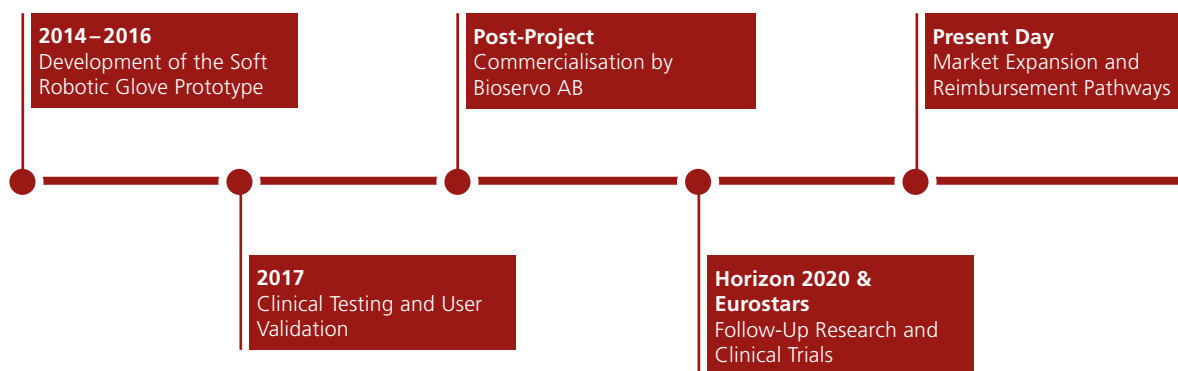 2014–2016
Development of the Soft
Robotic Glove Prototype
2017
Clinical Testing and User
Validation
Post-Project
Commercialisation by
Bioservo AB
Horizon 2020 &
Eurostars
Follow-Up Research and
Clinical Trials
Present Day
Market Expansion and
Reimbursement Pathways